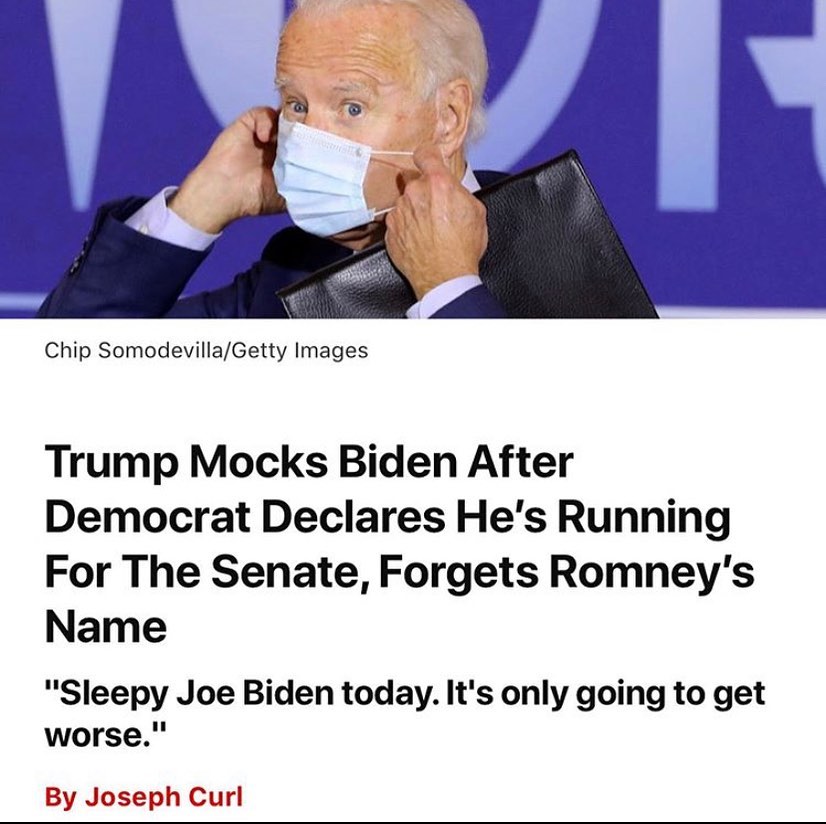 Chip Somodevilla/Getty Images
Trump Mocks Biden After
Democrat Declares He's Running
For The Senate, Forgets Romney's
Name
"Sleepy Joe Biden today. It's only going to get
worse."
By Joseph Curl